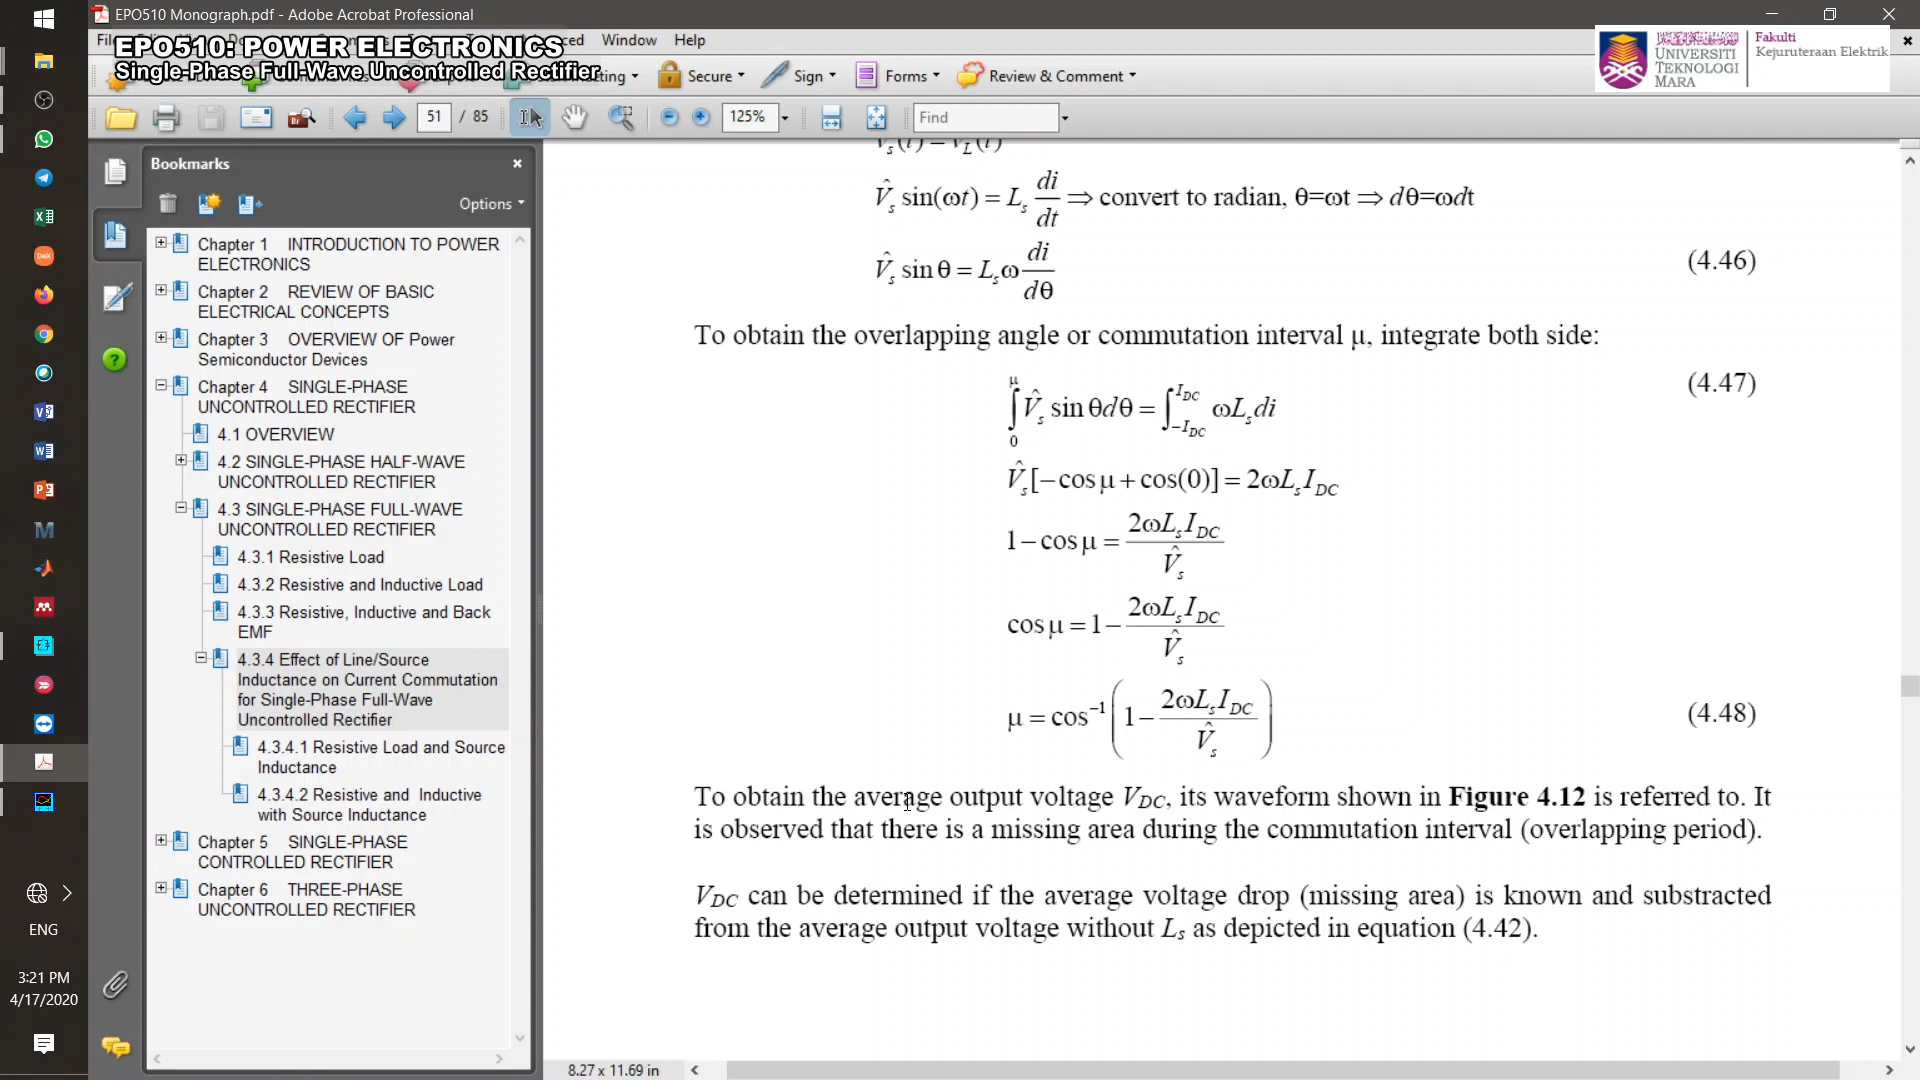 EPO510 Monograph.pdf - Adobe Acrobat Professional
Window Help
EPO510: POWER ELECTRONICS
Single-Phase Full-Wave Uncontrolled Rectifier
Secure Sign Forms Review & Comment
UNIVERSITI
TEKNOLOGI
MARA
Fakulti
Kejuruteraan Elektrik
51 / 85 125% Find
Bookmarks
Options
Chapter 1 INTRODUCTION TO POWER
ELECTRONICS
Chapter 2 REVIEW OF BASIC
ELECTRICAL CONCEPTS
Chapter 3 OVERVIEW OF Power
Semiconductor Devices
Chapter 4 SINGLE-PHASE
UNCONTROLLED RECTIFIER
4.1 OVERVIEW
4.2 SINGLE-PHASE HALF-WAVE
UNCONTROLLED RECTIFIER
4.3 SINGLE-PHASE FULL-WAVE
UNCONTROLLED RECTIFIER
4.3.1 Resistive Load
4.3.2 Resistive and Inductive Load
4.3.3 Resistive, Inductive and Back
EMF
4.3.4 Effect of Line/Source
Inductance on Current Commutation
for Single-Phase Full-Wave
Uncontrolled Rectifier
4.3.4.1 Resistive Load and Source
Inductance
4.3.4.2 Resistive and Inductive
with Source Inductance
Chapter 5 SINGLE-PHASE
CONTROLLED RECTIFIER
Chapter 6 THREE-PHASE
UNCONTROLLED RECTIFIER
V̂s sin(ωt) = Ls di/dt ⇒ convert to radian, θ=ωt ⇒ dθ=ωdt
V̂s sin θ = Lsω di/dθ (4.46)
To obtain the overlapping angle or commutation interval μ, integrate both side:
∫₀^μ V̂s sin θdθ = ∫_{-I_DC}^{I_DC} ωLsdi (4.47)
V̂s[−cos μ + cos(0)] = 2ωLsI_DC
1−cos μ = 2ωLsI_DC / V̂s
cos μ = 1− 2ωLsI_DC / V̂s
μ = cos⁻¹(1− 2ωLsI_DC / V̂s) (4.48)
To obtain the average output voltage V_DC, its waveform shown in Figure 4.12 is referred to. It
is observed that there is a missing area during the commutation interval (overlapping period).
V_DC can be determined if the average voltage drop (missing area) is known and substracted
from the average output voltage without Ls as depicted in equation (4.42).
8.27 x 11.69 in
ENG
3:21 PM
4/17/2020